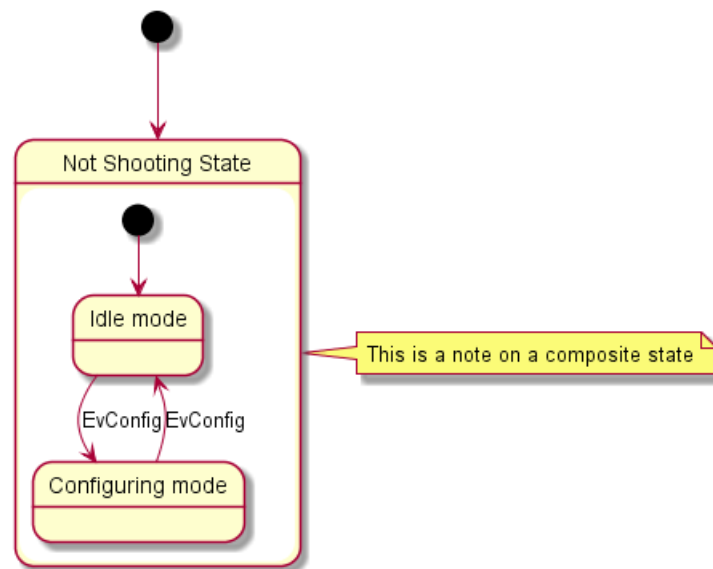 Not Shooting State
Idle mode
This is a note on a composite state
EvConfig
EvConfig
Configuring mode